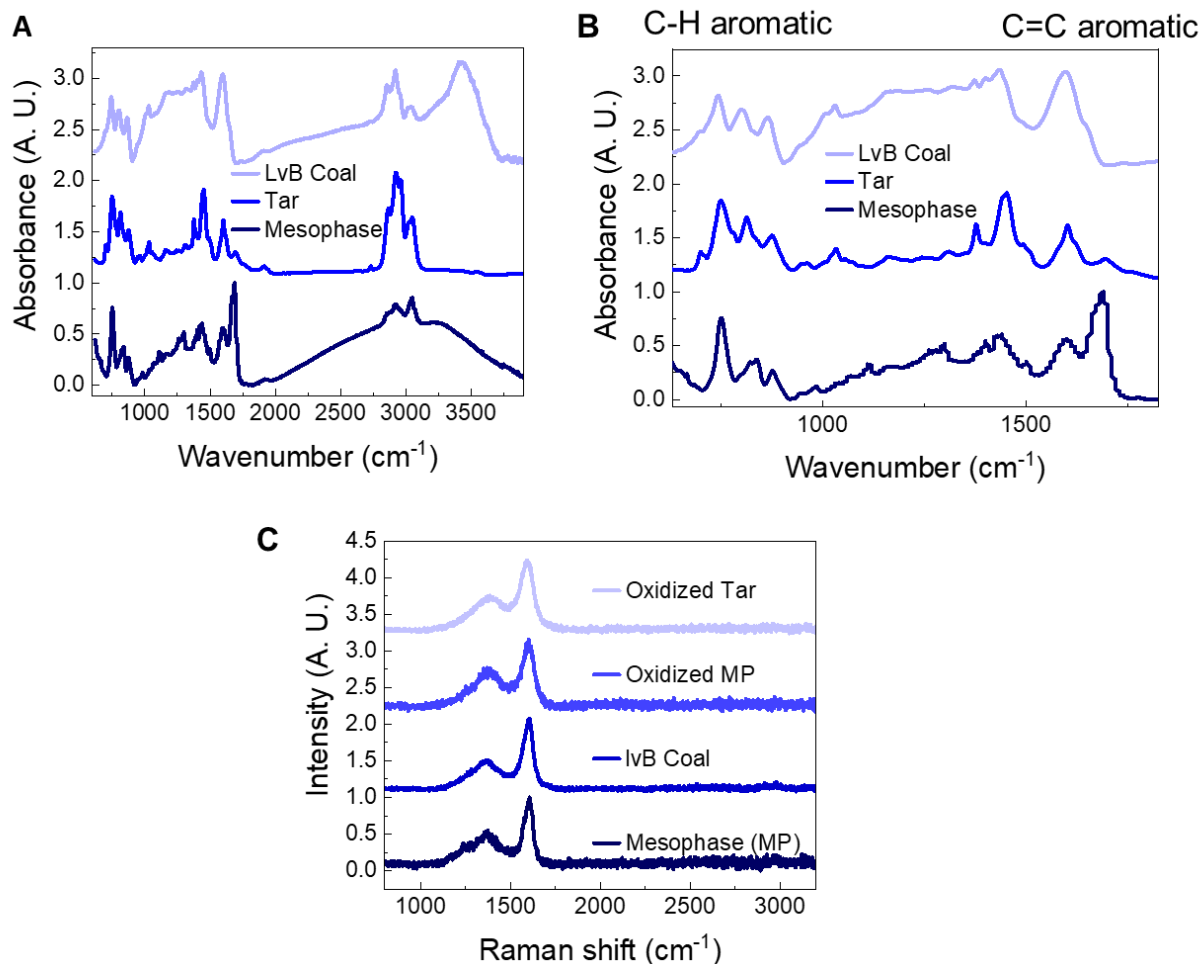 A
Absorbance (A. U.)
3.0
2.5
2.0
1.5
1.0
0.5
0.0
LvB Coal
Tar
Mesophase
1000 1500 2000 2500 3000 3500
Wavenumber (cm-1)
B
C-H aromatic C=C aromatic
Absorbance (A. U.)
3.0
2.5
2.0
1.5
1.0
0.5
0.0
LvB Coal
Tar
Mesophase
1000 1500
Wavenumber (cm-1)
C
Intensity (A. U.)
4.5
4.0
3.5
3.0
2.5
2.0
1.5
1.0
0.5
0.0
Oxidized Tar
Oxidized MP
lvB Coal
Mesophase (MP)
1000 1500 2000 2500 3000
Raman shift (cm-1)